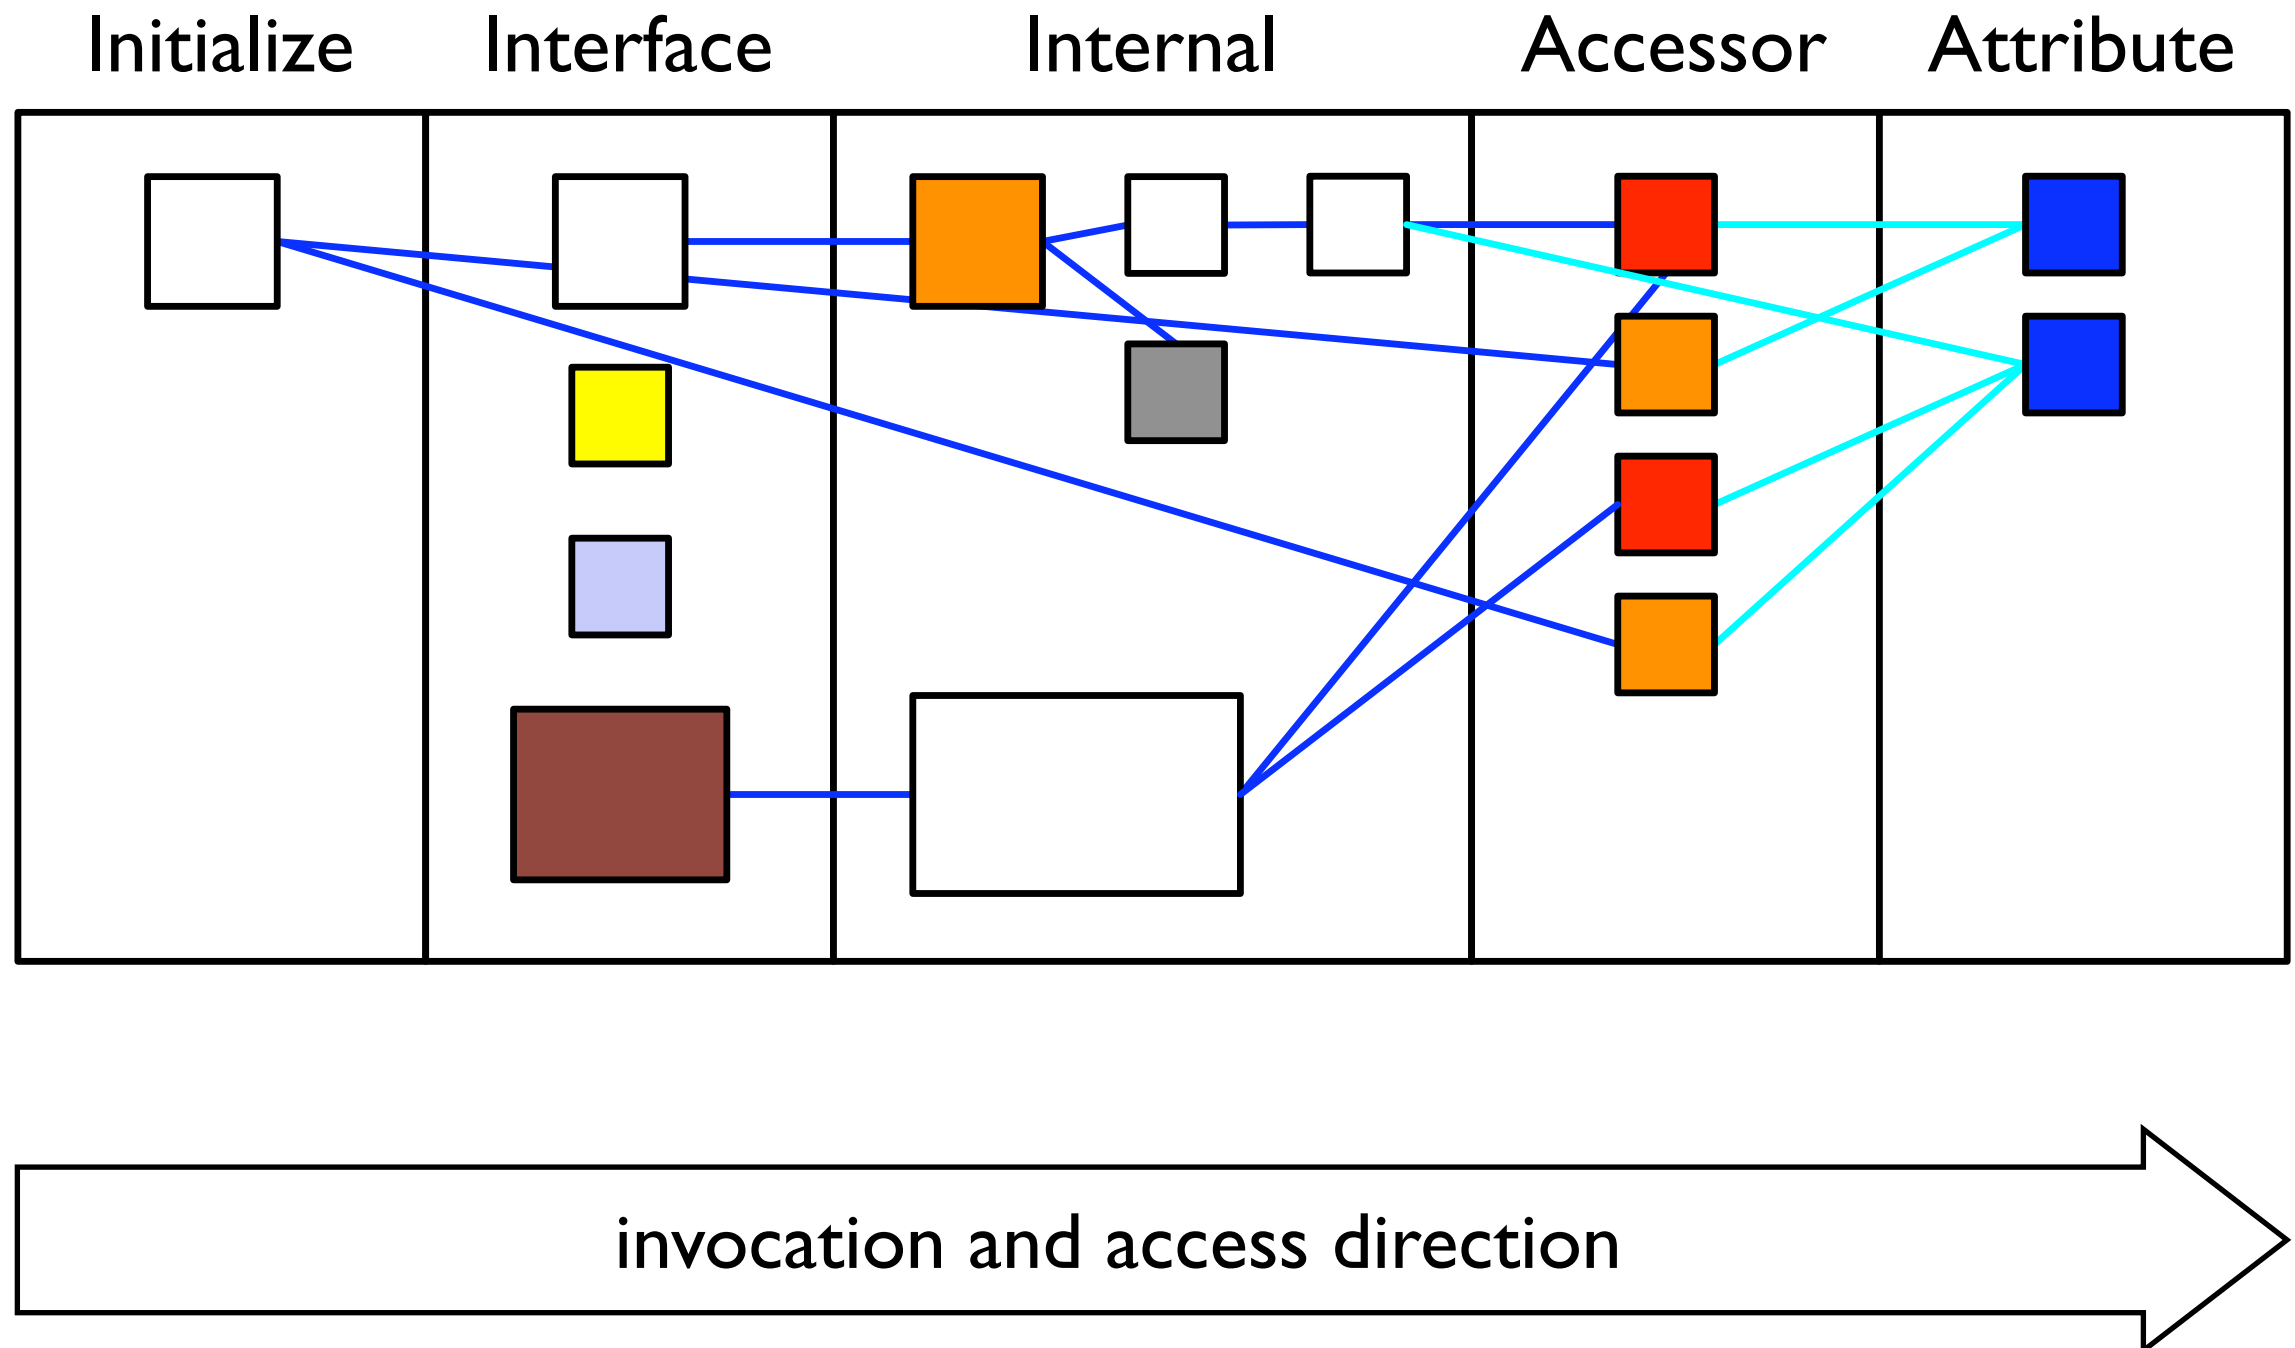 Initialize Interface Internal Accessor Attribute
invocation and access direction